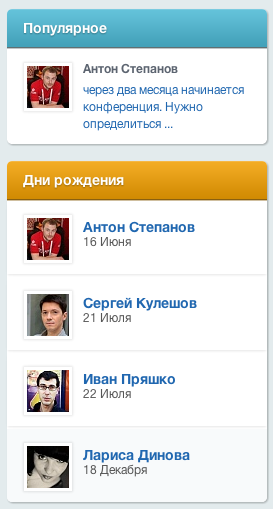 Популярное
Антон Степанов
через два месяца начинается
конференция. Нужно
определиться ...
Дни рождения
Антон Степанов
16 Июня
Сергей Кулешов
21 Июля
Иван Пряшко
22 Июля
Лариса Динова
18 Декабря